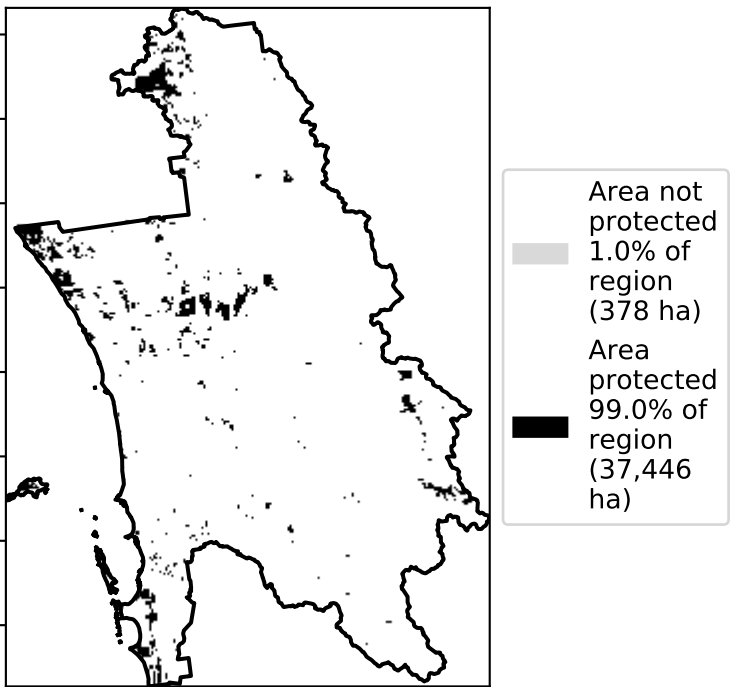 Area not
protected
1.0% of
region
(378 ha)
Area
protected
99.0% of
region
(37,446
ha)